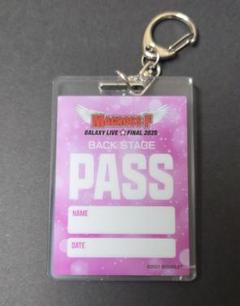 MACROSS F
GALAXY LIVE ☆ FINAL 2025
BACK STAGE
PASS
NAME
DATE